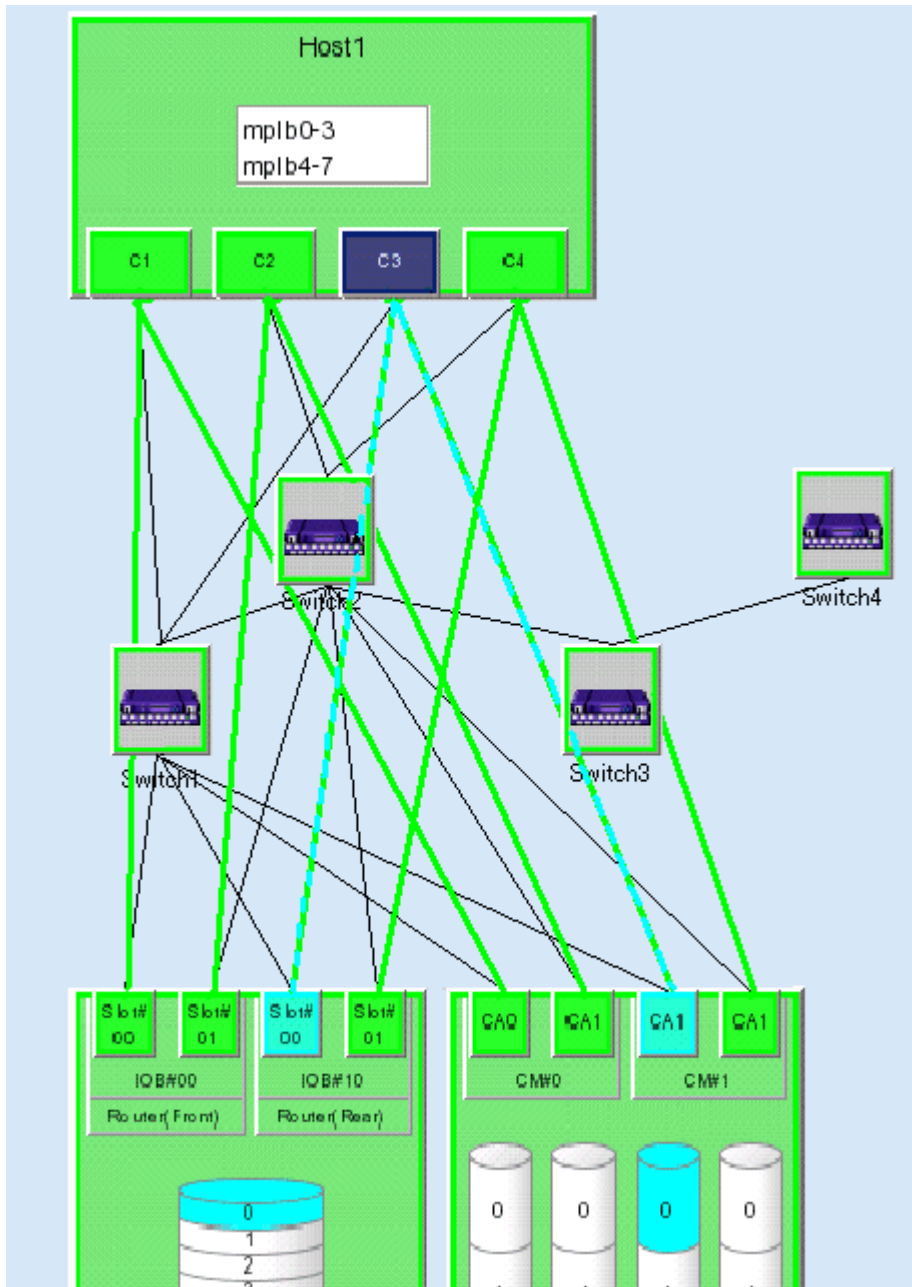 Host1
mplb0-3
mplb4-7
C1 C2 C3 C4
Switch2
Switch4
Switch1
Switch3
Slot#
00
Slot#
01
Slot#
00
Slot#
01
CA0 CA1 CA1 CA1
IOB#00 IOB#10 CM#0 CM#1
Router(Front) Router(Rear)
0 0 0 0
0
1
2